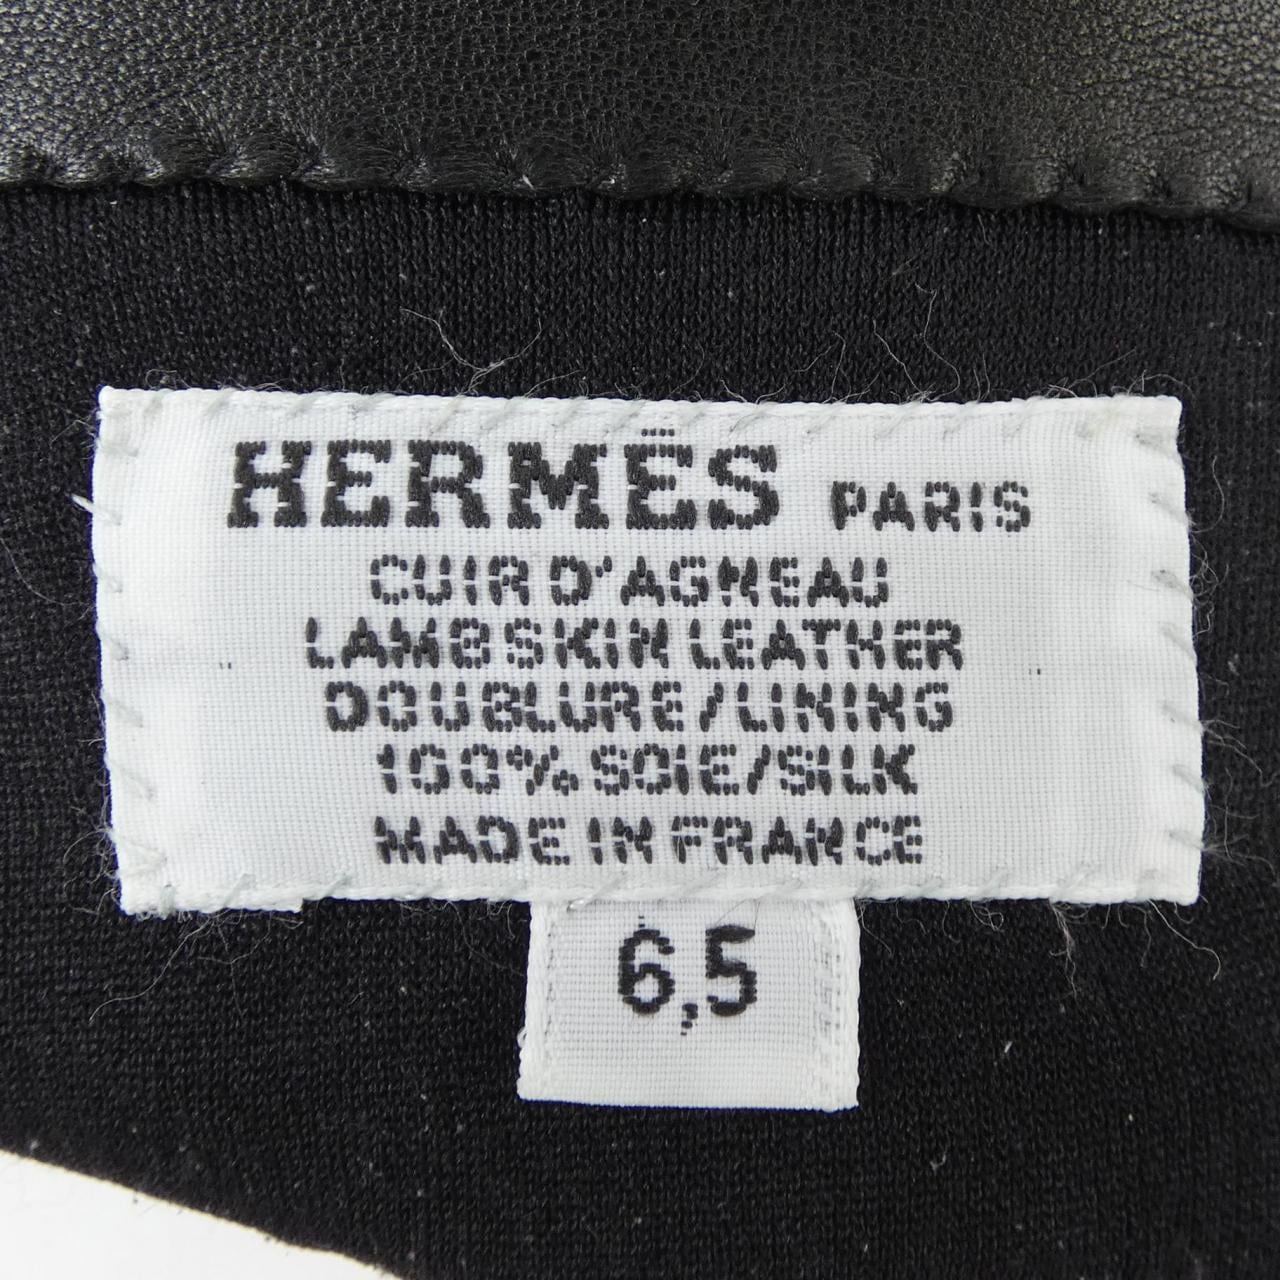 HERMÈS PARIS
CUIR D'AGNEAU
LAMBSKIN LEATHER
DOUBLURE/LINING
100% SOIE/SILK
MADE IN FRANCE
6,5